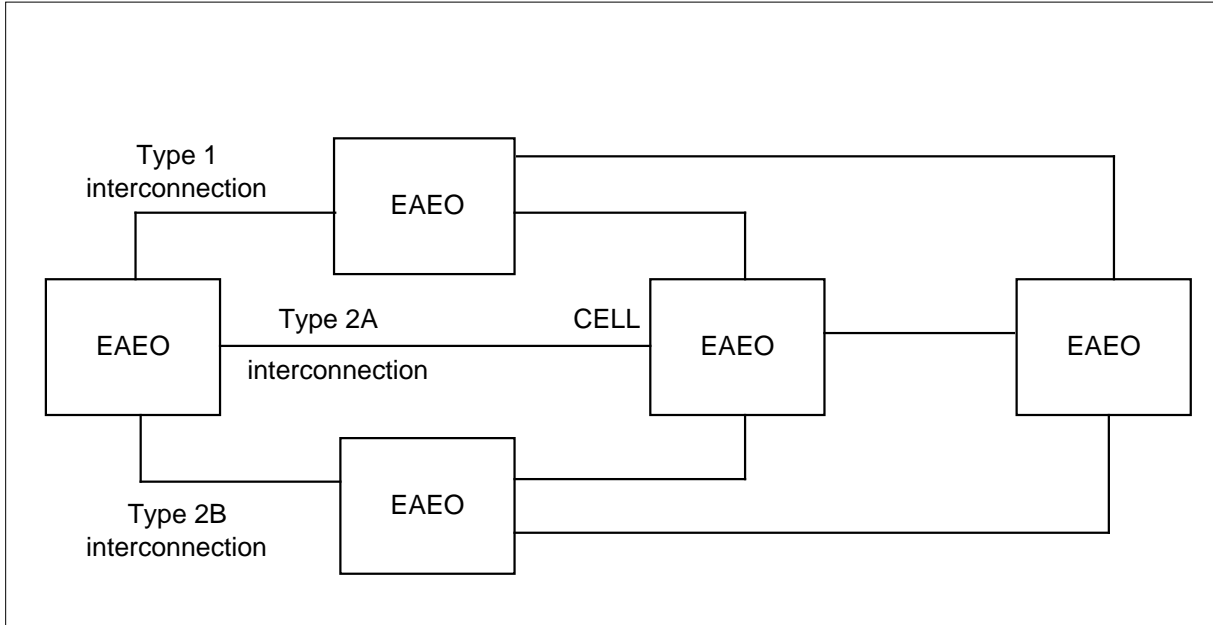 Type 1
interconnection
EAEO
EAEO
Type 2A
interconnection
CELL
EAEO
EAEO
EAEO
Type 2B
interconnection